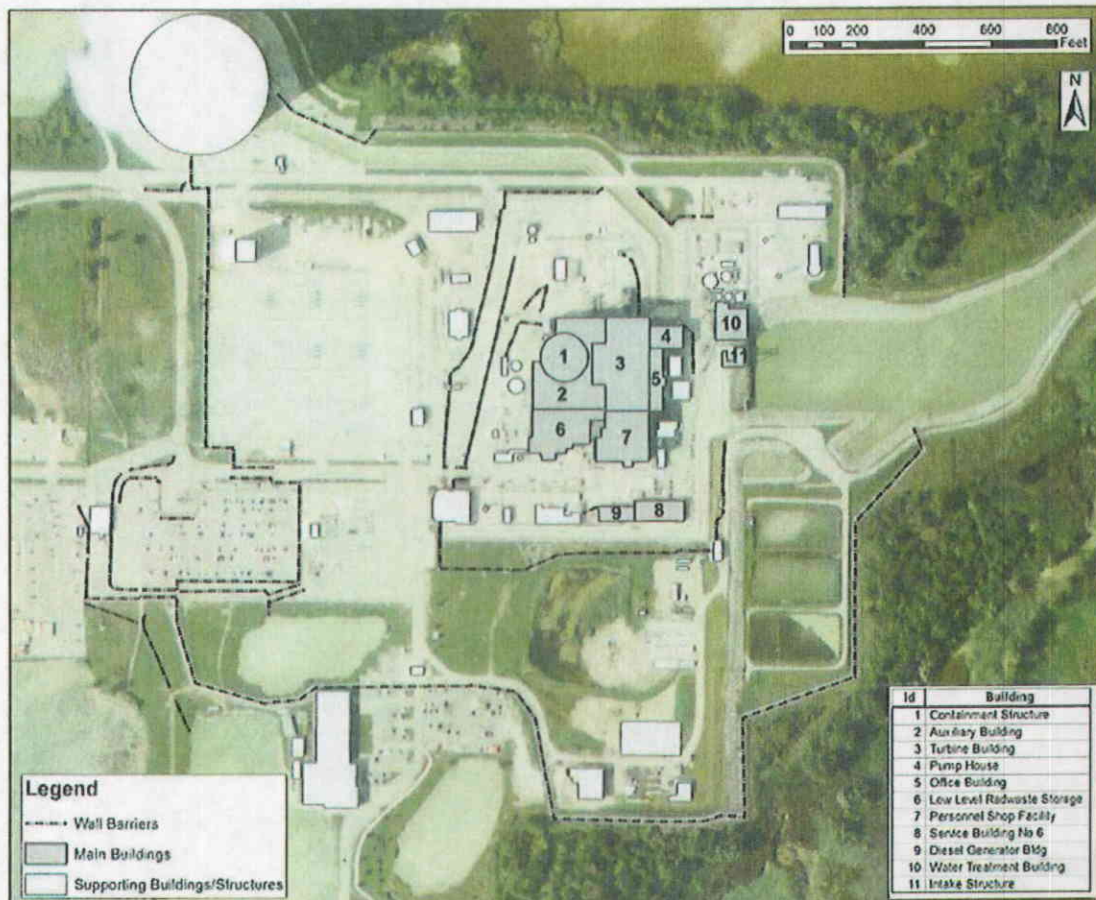 0 100 200 400 600 800
Feet
N
1
2
3
4
5
6
7
8
9
10
11
Legend
Wall Barriers
Main Buildings
Supporting Buildings/Structures
Id Building
1 Containment Structure
2 Auxiliary Building
3 Turbine Building
4 Pump House
5 Office Building
6 Low Level Radwaste Storage
7 Personnel Shop Facility
8 Service Building No 6
9 Diesel Generator Bldg
10 Water Treatment Building
11 Intake Structure